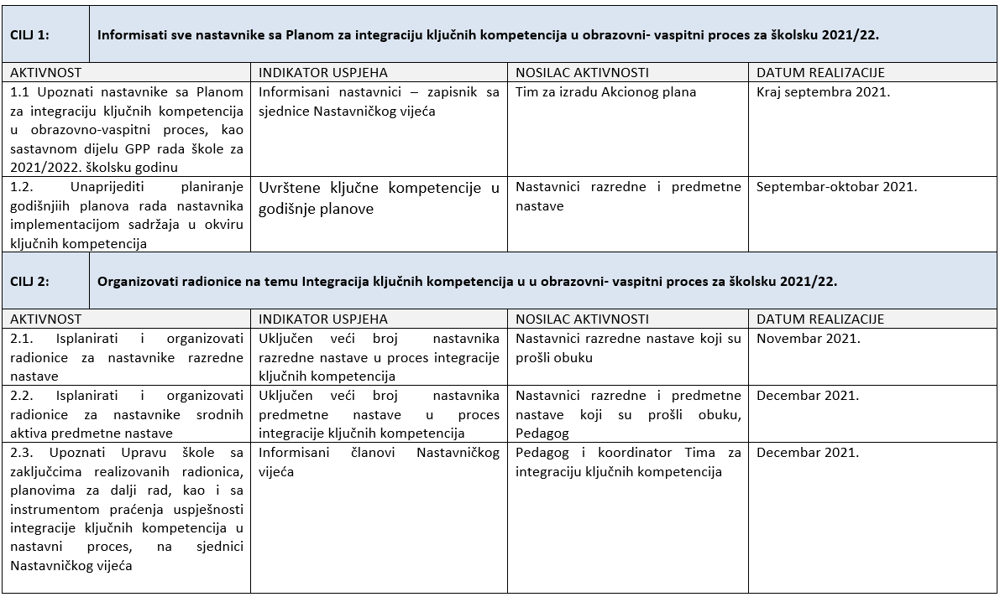 CILJ 1:
Informisati sve nastavnike sa Planom za integraciju ključnih kompetencija u obrazovni- vaspitni proces za školsku 2021/22.
AKTIVNOST
INDIKATOR USPJEHA
NOSILAC AKTIVNOSTI
DATUM REALI7ACIJE
1.1 Upoznati nastavnike sa Planom
za integraciju ključnih kompetencija
u obrazovno-vaspitni proces, kao
sastavnom dijelu GPP rada škole za
2021/2022. školsku godinu
Informisani nastavnici – zapisnik sa
sjednice Nastavničkog vijeća
Tim za izradu Akcionog plana
Kraj septembra 2021.
1.2. Unaprijediti planiranje
godišnjiih planova rada nastavnika
implementacijom sadržaja u okviru
ključnih kompetencija
Uvrštene ključne kompetencije u
godišnje planove
Nastavnici razredne i predmetne
nastave
Septembar-oktobar 2021.
CILJ 2:
Organizovati radionice na temu Integracija ključnih kompetencija u u obrazovni- vaspitni proces za školsku 2021/22.
AKTIVNOST
INDIKATOR USPJEHA
NOSILAC AKTIVNOSTI
DATUM REALIZACIJE
2.1. Isplanirati i organizovati
radionice za nastavnike razredne
nastave
Uključen veći broj nastavnika
razredne nastave u proces integracije
ključnih kompetencija
Nastavnici razredne nastave koji su
prošli obuku
Novembar 2021.
2.2. Isplanirati i organizovati
radionice za nastavnike srodnih
aktiva predmetne nastave
Uključen veći broj nastavnika
predmetne nastave u proces
integracije ključnih kompetencija
Nastavnici razredne i predmetne
nastave koji su prošli obuku,
Pedagog
Decembar 2021.
2.3. Upoznati Upravu škole sa
zaključcima realizovanih radionica,
planovima za dalji rad, kao i sa
instrumentom praćenja uspješnosti
integracije ključnih kompetencija u
nastavni proces, na sjednici
Nastavničkog vijeća
Informisani članovi Nastavničkog
vijeća
Pedagog i koordinator Tima za
integraciju ključnih kompetencija
Decembar 2021.